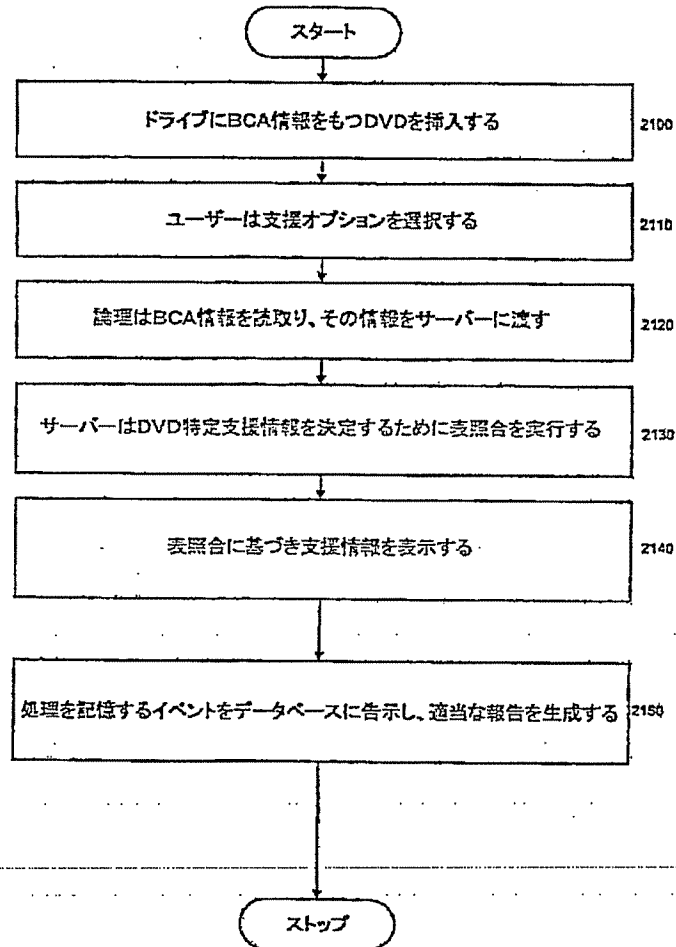 スタート
ドライブにBCA情報をもつDVDを挿入する
2100
ユーザーは支援オプションを選択する
2110
論理はBCA情報を読取り、その情報をサーバーに渡す
2120
サーバーはDVD特定支援情報を決定するために表照合を実行する
2130
表照合に基づき支援情報を表示する
2140
処理を記憶するイベントをデータベースに告示し、適当な報告を生成する
2150
ストップ